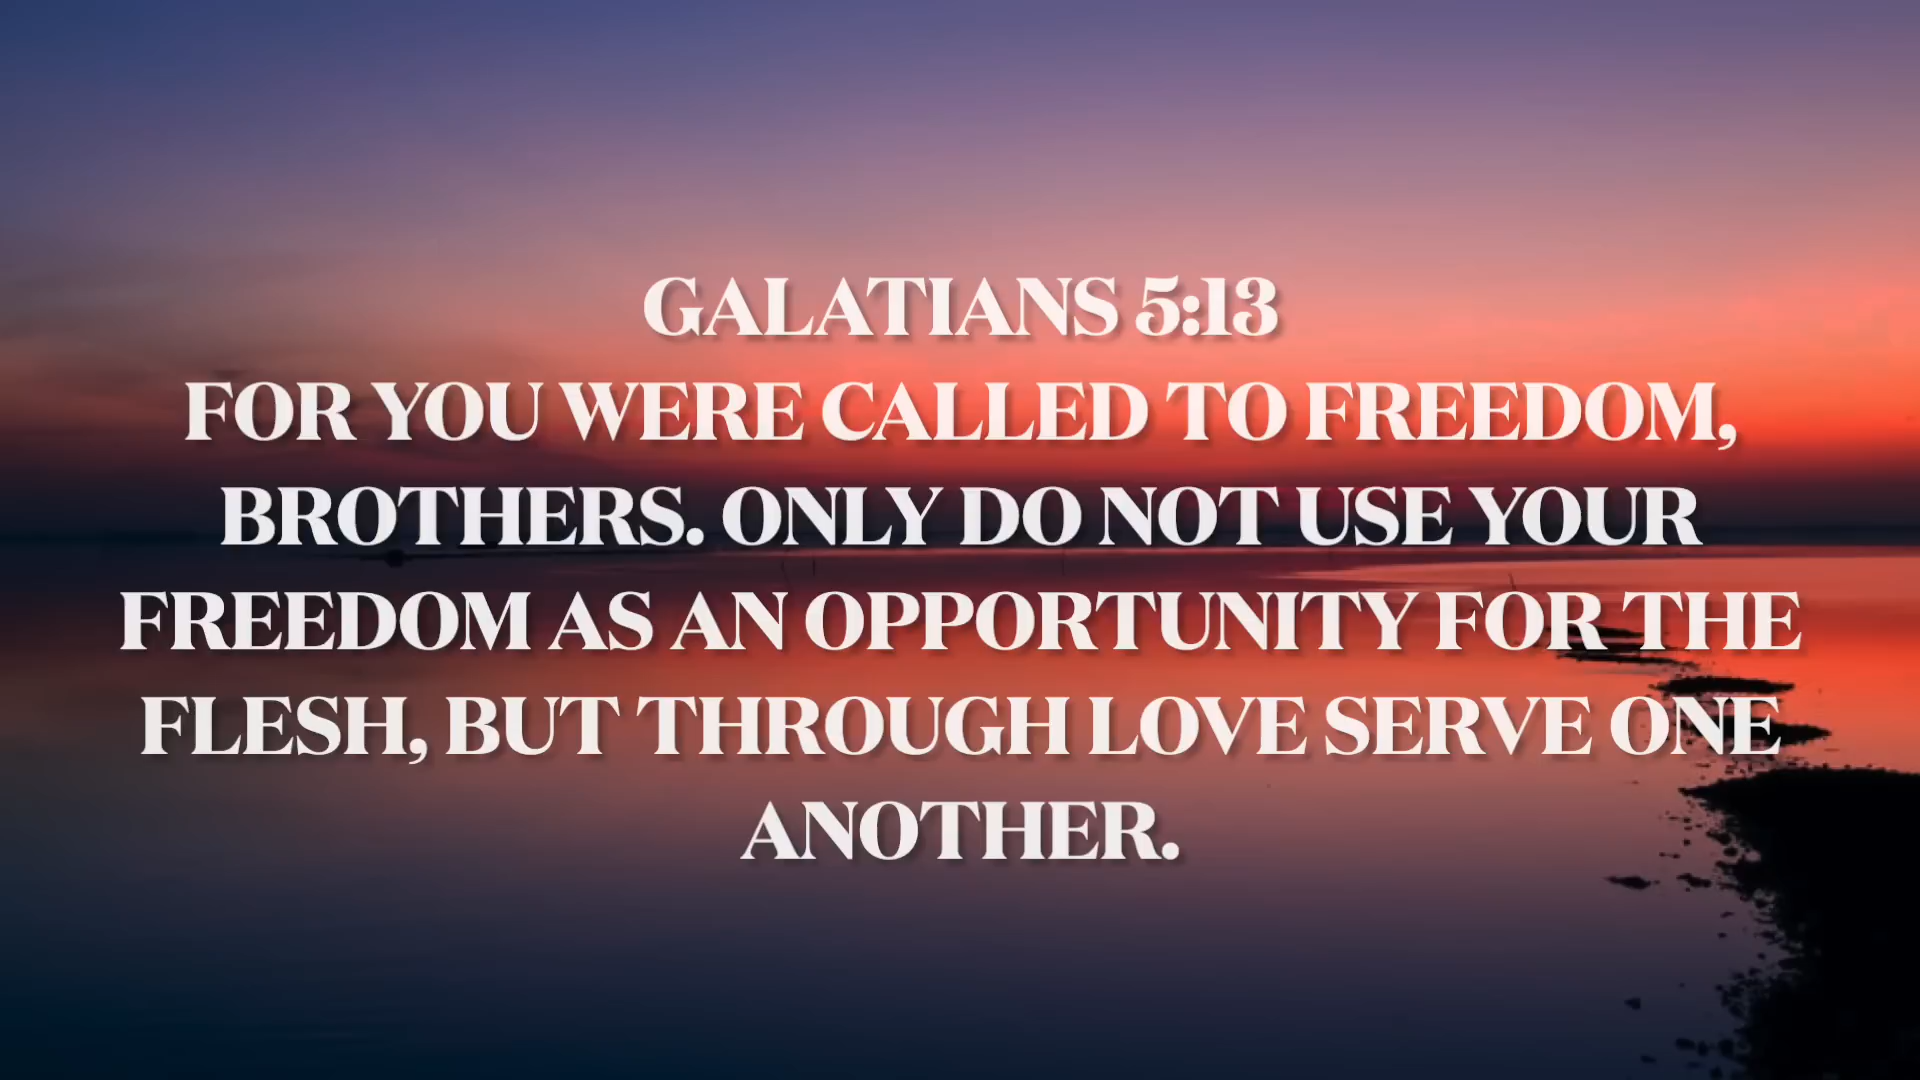 GALATIANS 5:13
FOR YOU WERE CALLED TO FREEDOM,
BROTHERS. ONLY DO NOT USE YOUR
FREEDOM AS AN OPPORTUNITY FOR THE
FLESH, BUT THROUGH LOVE SERVE ONE
ANOTHER.